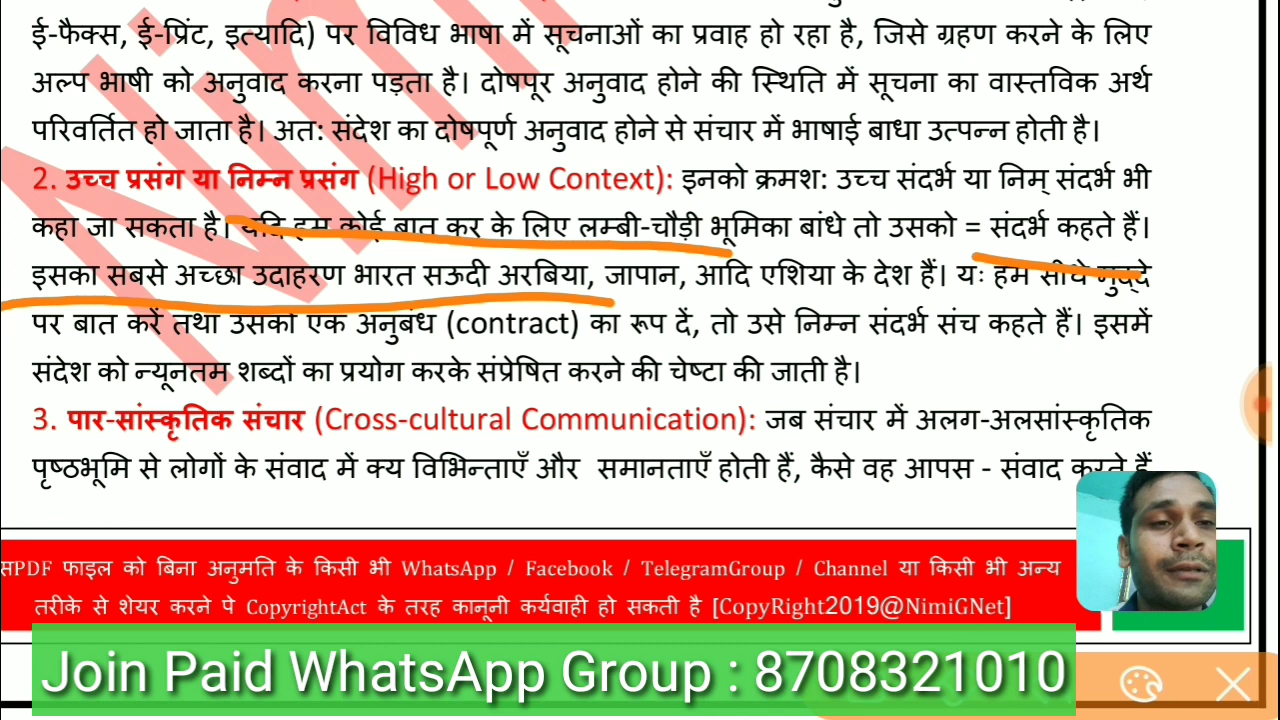 ई-फैक्स, ई-प्रिंट, इत्यादि) पर विविध भाषा में सूचनाओं का प्रवाह हो रहा है, जिसे ग्रहण करने के लिए
अल्प भाषी को अनुवाद करना पड़ता है। दोषपूर अनुवाद होने की स्थिति में सूचना का वास्तविक अर्थ
परिवर्तित हो जाता है। अत: संदेश का दोषपूर्ण अनुवाद होने से संचार में भाषाई बाधा उत्पन्न होती है।
2. उच्च प्रसंग या निम्न प्रसंग (High or Low Context): इनको क्रमश: उच्च संदर्भ या निम् संदर्भ भी
कहा जा सकता है। यदि हम कोई बात कर के लिए लम्बी-चौड़ी भूमिका बांधे तो उसको = संदर्भ कहते हैं।
इसका सबसे अच्छा उदाहरण भारत सऊदी अरबिया, जापान, आदि एशिया के देश हैं। यः हम सीधे मुद्दे
पर बात करें तथा उसको एक अनुबंध (contract) का रूप दें, तो उसे निम्न संदर्भ संच कहते हैं। इसमें
संदेश को न्यूनतम शब्दों का प्रयोग करके संप्रेषित करने की चेष्टा की जाती है।
3. पार-सांस्कृतिक संचार (Cross-cultural Communication): जब संचार में अलग-अलसांस्कृतिक
पृष्ठभूमि से लोगों के संवाद में क्य विभिन्ताएँ और समानताएँ होती हैं, कैसे वह आपस - संवाद करते हैं
सPDF फाइल को बिना अनुमति के किसी भी WhatsApp / Facebook / TelegramGroup / Channel या किसी भी अन्य
तरीके से शेयर करने पे CopyrightAct के तरह कानूनी कर्यवाही हो सकती है [CopyRight2019@NimiGNet]
Join Paid WhatsApp Group : 8708321010